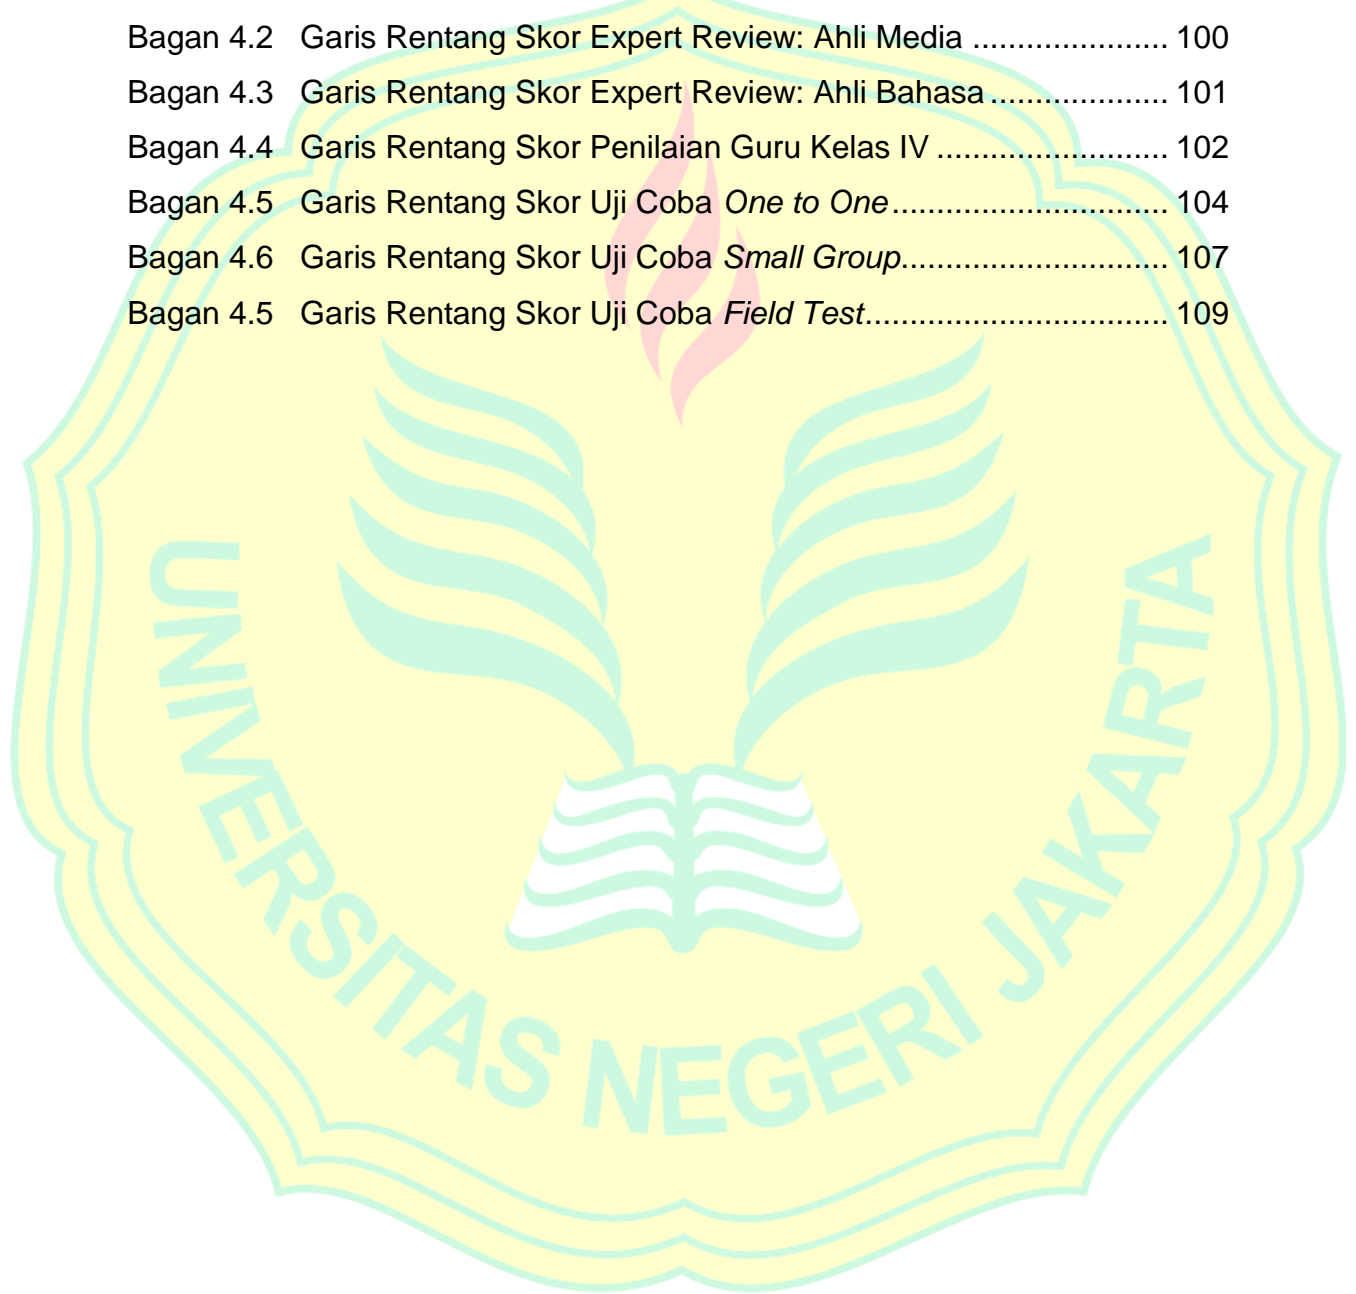 Bagan 4.2 Garis Rentang Skor Expert Review: Ahli Media ...................... 100
Bagan 4.3 Garis Rentang Skor Expert Review: Ahli Bahasa .................... 101
Bagan 4.4 Garis Rentang Skor Penilaian Guru Kelas IV .......................... 102
Bagan 4.5 Garis Rentang Skor Uji Coba One to One............................... 104
Bagan 4.6 Garis Rentang Skor Uji Coba Small Group.............................. 107
Bagan 4.5 Garis Rentang Skor Uji Coba Field Test.................................. 109
UNIVERSITAS NEGERI JAKARTA